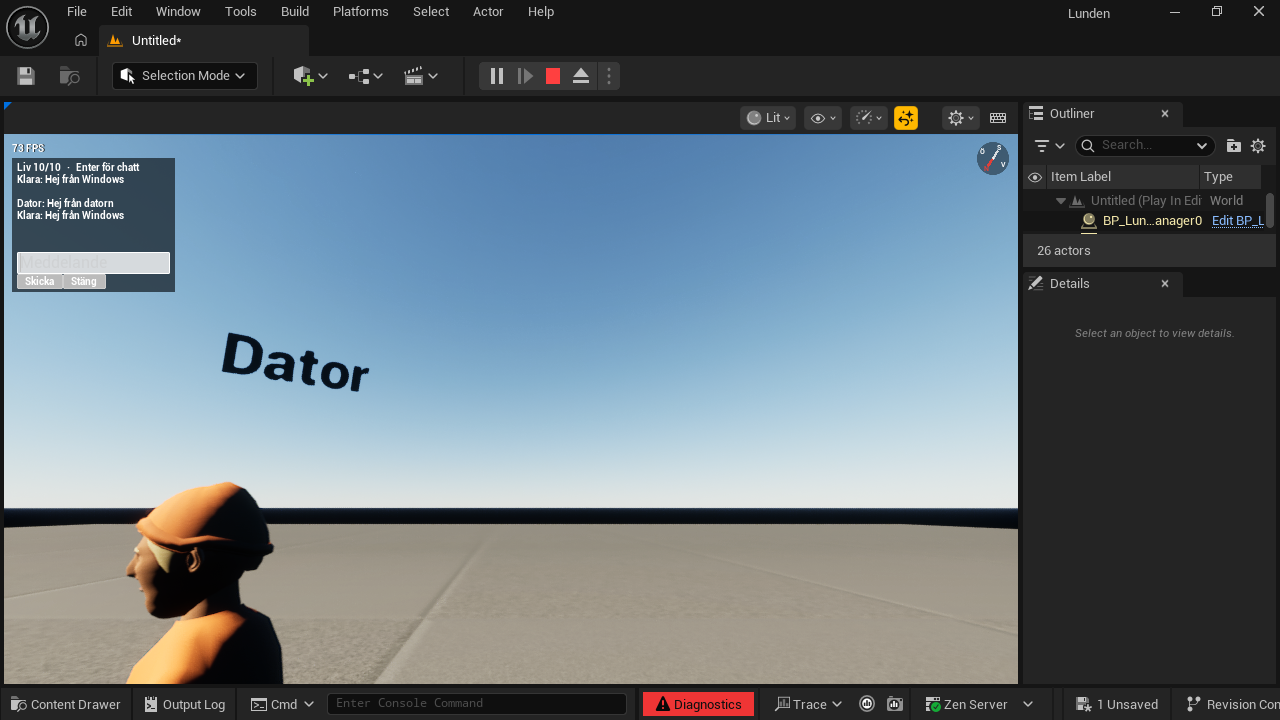 File Edit Window Tools Build Platforms Select Actor Help
Lunden
Untitled*
Selection Mode
Lit
73 FPS
Liv 10/10 · Enter för chatt
Klara: Hej från Windows
Dator: Hej från datorn
Klara: Hej från Windows
Meddelande
Skicka Stäng
Dator
Outliner
Search...
Item Label Type
Untitled (Play In Edi World
BP_Lun...anager0 Edit BP_L
26 actors
Details
Select an object to view details.
Content Drawer Output Log Cmd Enter Console Command Diagnostics Trace Zen Server 1 Unsaved Revision Con